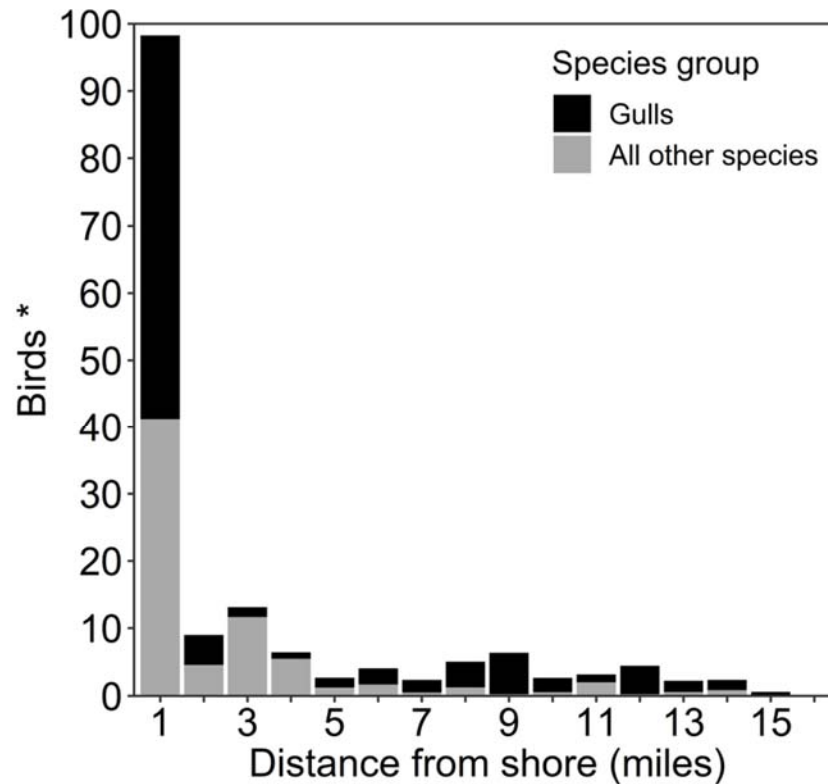 100
90
80
70
60
50
40
30
20
10
0
Birds *
Species group
Gulls
All other species
1 3 5 7 9 11 13 15
Distance from shore (miles)